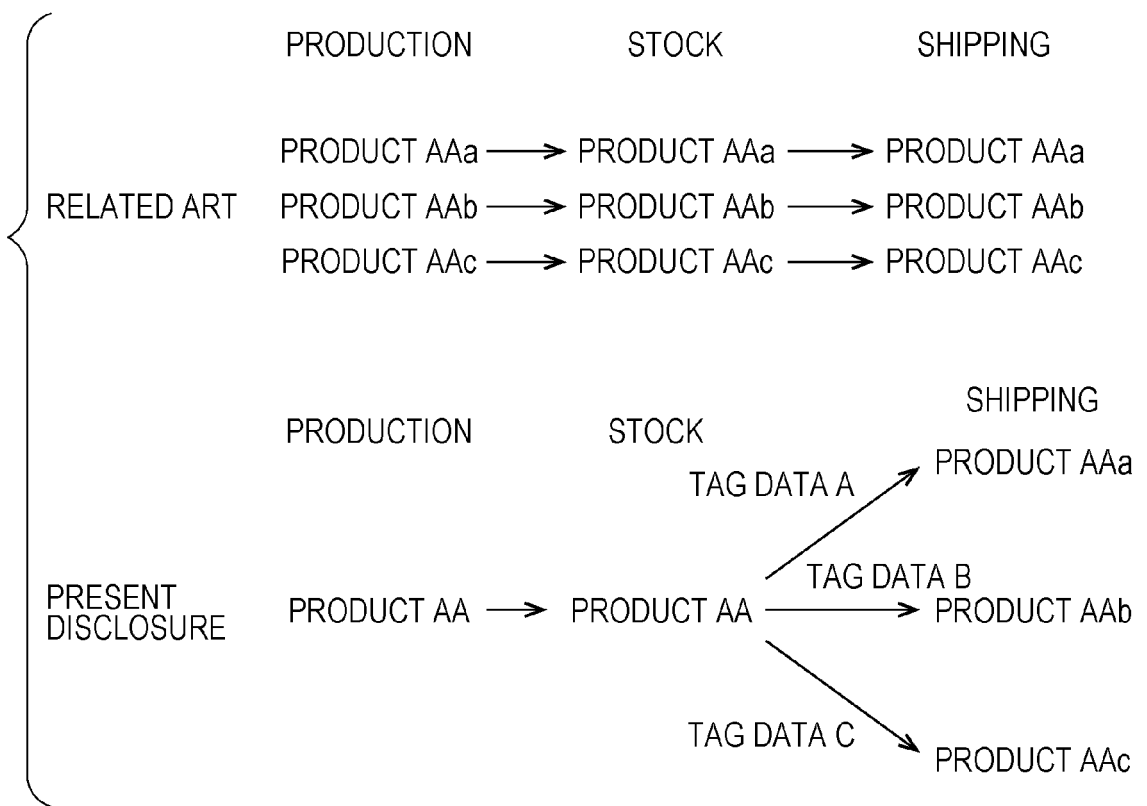 PRODUCTION STOCK SHIPPING
PRODUCT AAa PRODUCT AAa PRODUCT AAa
RELATED ART PRODUCT AAb PRODUCT AAb PRODUCT AAb
PRODUCT AAc PRODUCT AAc PRODUCT AAc
SHIPPING
PRODUCTION STOCK
PRODUCT AAa
TAG DATA A
TAG DATA B
PRESENT
DISCLOSURE
PRODUCT AA PRODUCT AA PRODUCT AAb
TAG DATA C
PRODUCT AAc